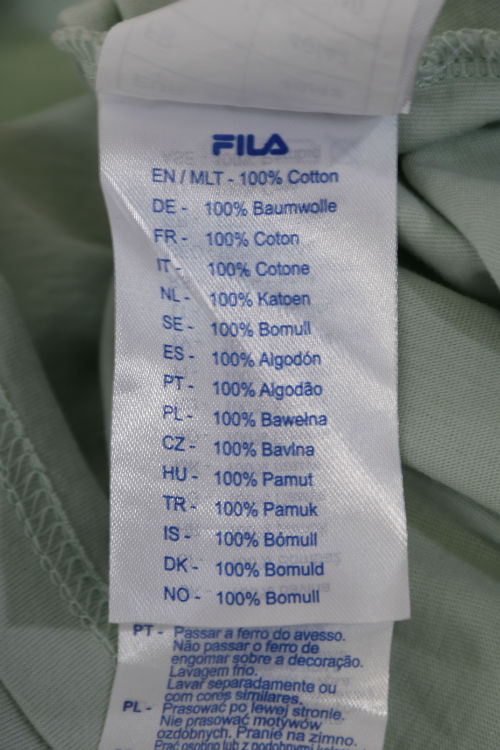 FILA
EN / MLT - 100% Cotton
DE - 100% Baumwolle
FR - 100% Coton
IT - 100% Cotone
NL - 100% Katoen
SE - 100% Bomull
ES - 100% Algodón
PT - 100% Algodão
PL - 100% Bawełna
CZ - 100% Bavlna
HU - 100% Pamut
TR - 100% Pamuk
IS - 100% Bómull
DK - 100% Bomuld
NO - 100% Bomull
PT - Passar a ferro do avesso.
Não passar o ferro de
engomar sobre a decoração.
Lavagem frio.
Lavar separadamente ou
com cores similares.
PL - Prasować po lewej stronie.
Nie prasować motywów
ozdobnych. Pranie na zimno.
Prać osobno lub z podobnymi